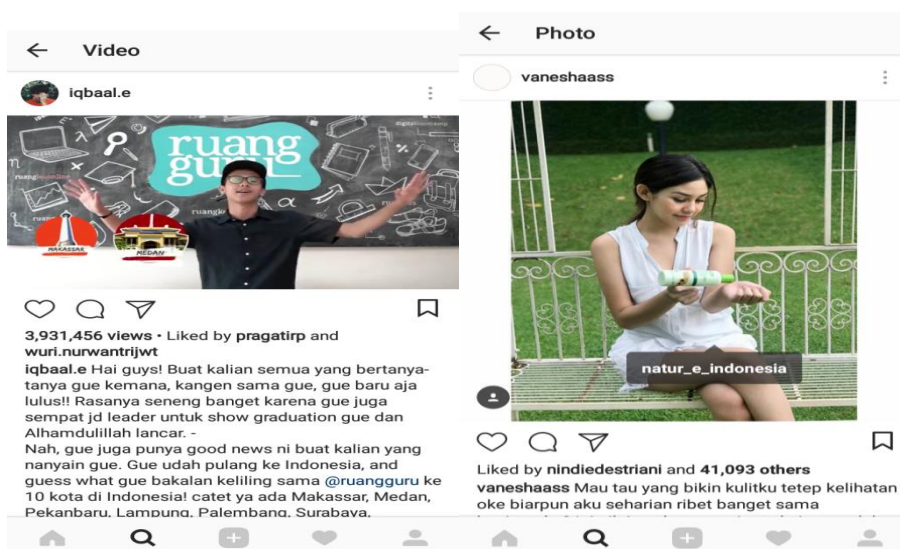 Video
iqbaal.e
ruang
guru
MAKASSAR
MEDAN
3,931,456 views • Liked by pragatirp and
wuri.nurwantrijwt
iqbaal.e Hai guys! Buat kalian semua yang bertanya-
tanya gue kemana, kangen sama gue, gue baru aja
lulus!! Rasanya seneng banget karena gue juga
sempat jd leader untuk show graduation gue dan
Alhamdulillah lancar. -
Nah, gue juga punya good news ni buat kalian yang
nanyain gue. Gue udah pulang ke Indonesia, and
guess what gue bakalan keliling sama @ruangguru ke
10 kota di Indonesia! catet ya ada Makassar, Medan,
Pekanbaru, Lampung, Palembang, Surabaya,
Photo
vaneshaass
natur_e_indonesia
Liked by nindiedestriani and 41,093 others
vaneshaass Mau tau yang bikin kulitku tetep kelihatan
oke biarpun aku seharian ribet banget sama